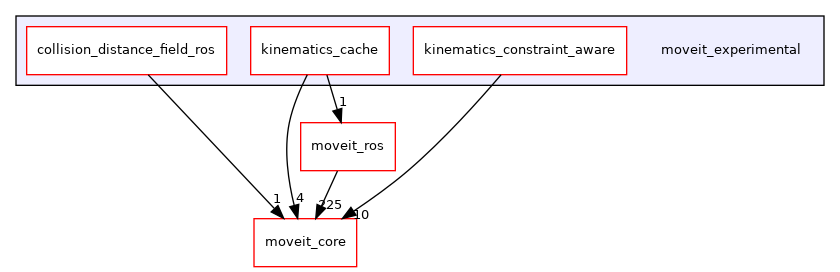 collision_distance_field_ros
kinematics_cache
kinematics_constraint_aware
moveit_experimental
1
moveit_ros
1
4
225
10
moveit_core